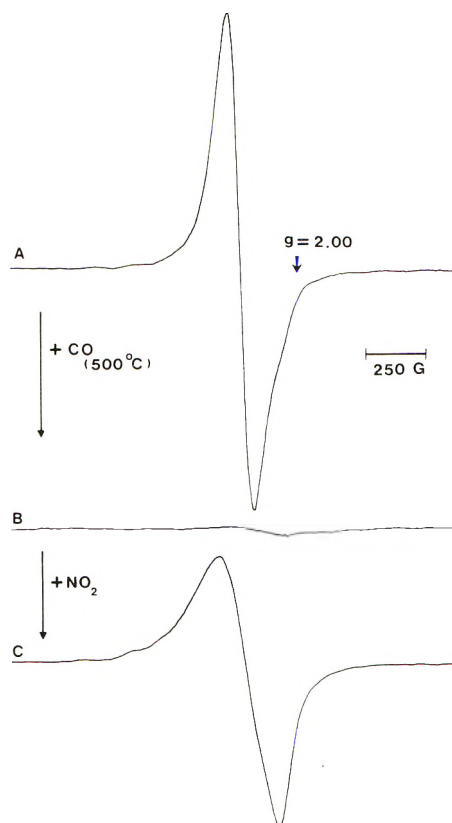 A
g = 2.00
+ CO
(500°C)
250 G
B
+ NO₂
C